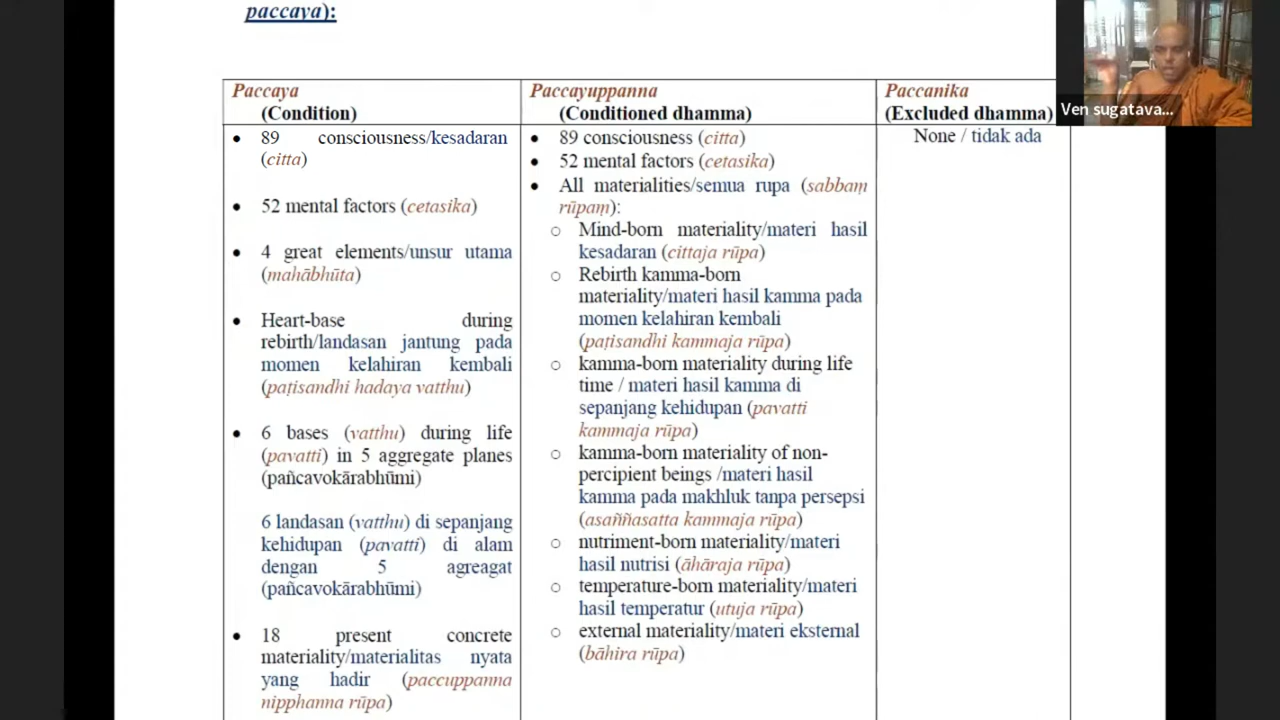 paccaya):
Paccaya
(Condition)
Paccayuppanna
(Conditioned dhamma)
Paccanika
(Excluded dhamma)
Ven sugatava...
• 89 consciousness/kesadaran
(citta)
• 52 mental factors (cetasika)
• 4 great elements/unsur utama
(mahābhūta)
• Heart-base during
rebirth/landasan jantung pada
momen kelahiran kembali
(paṭisandhi hadaya vatthu)
• 6 bases (vatthu) during life
(pavatti) in 5 aggregate planes
(pañcavokārabhūmi)
6 landasan (vatthu) di sepanjang
kehidupan (pavatti) di alam
dengan 5 agreagat
(pañcavokārabhūmi)
• 18 present concrete
materiality/materialitas nyata
yang hadir (paccuppanna
nipphanna rūpa)
• 89 consciousness (citta)
• 52 mental factors (cetasika)
• All materialities/semua rupa (sabbaṃ
rūpaṃ):
o Mind-born materiality/materi hasil
kesadaran (cittaja rūpa)
o Rebirth kamma-born
materiality/materi hasil kamma pada
momen kelahiran kembali
(paṭisandhi kammaja rūpa)
o kamma-born materiality during life
time / materi hasil kamma di
sepanjang kehidupan (pavatti
kammaja rūpa)
o kamma-born materiality of non-
percipient beings /materi hasil
kamma pada makhluk tanpa persepsi
(asaññasatta kammaja rūpa)
o nutriment-born materiality/materi
hasil nutrisi (āhāraja rūpa)
o temperature-born materiality/materi
hasil temperatur (utuja rūpa)
o external materiality/materi eksternal
(bāhira rūpa)
None / tidak ada